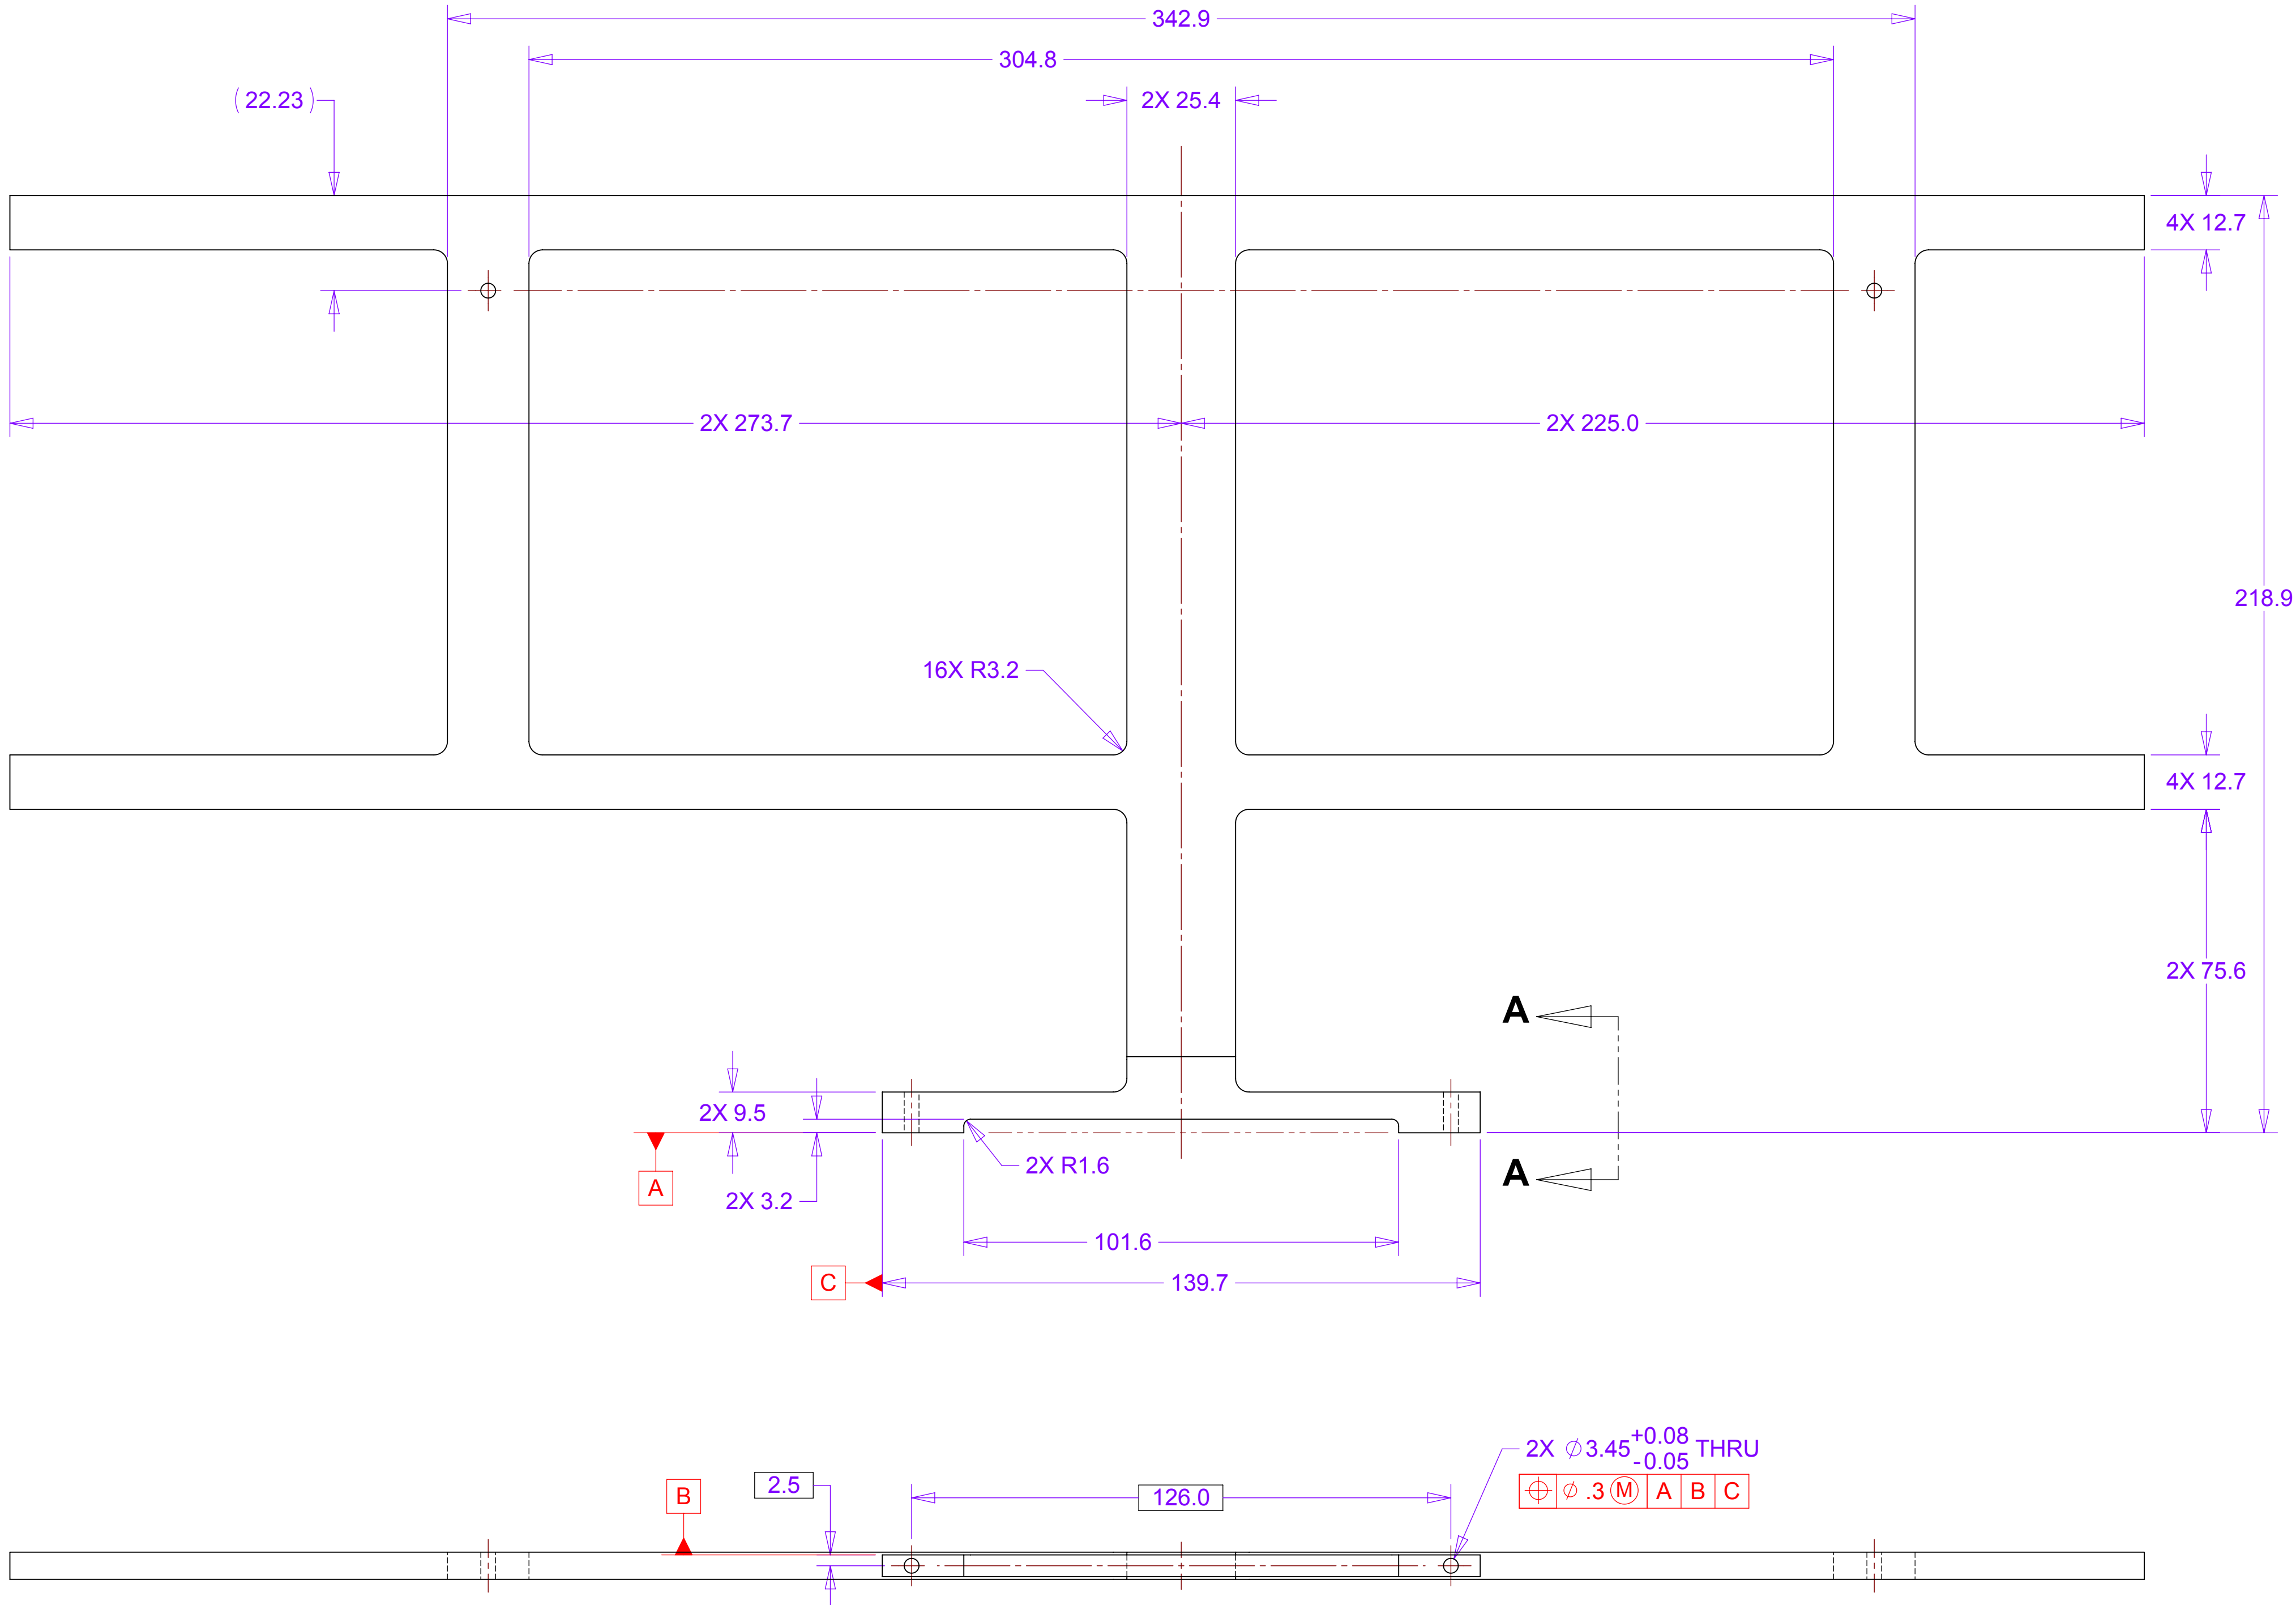 342.9
304.8
(22.23)
2X 25.4
4X 12.7
2X 273.7
2X 225.0
218.9
16X R3.2
4X 12.7
2X 75.6
A
2X 9.5
2X R1.6
A
A
2X 3.2
101.6
C
139.7
2X ⌀3.45 +0.08 -0.05 THRU
⌖ ⌀ .3 Ⓜ A B C
2.5
B
126.0